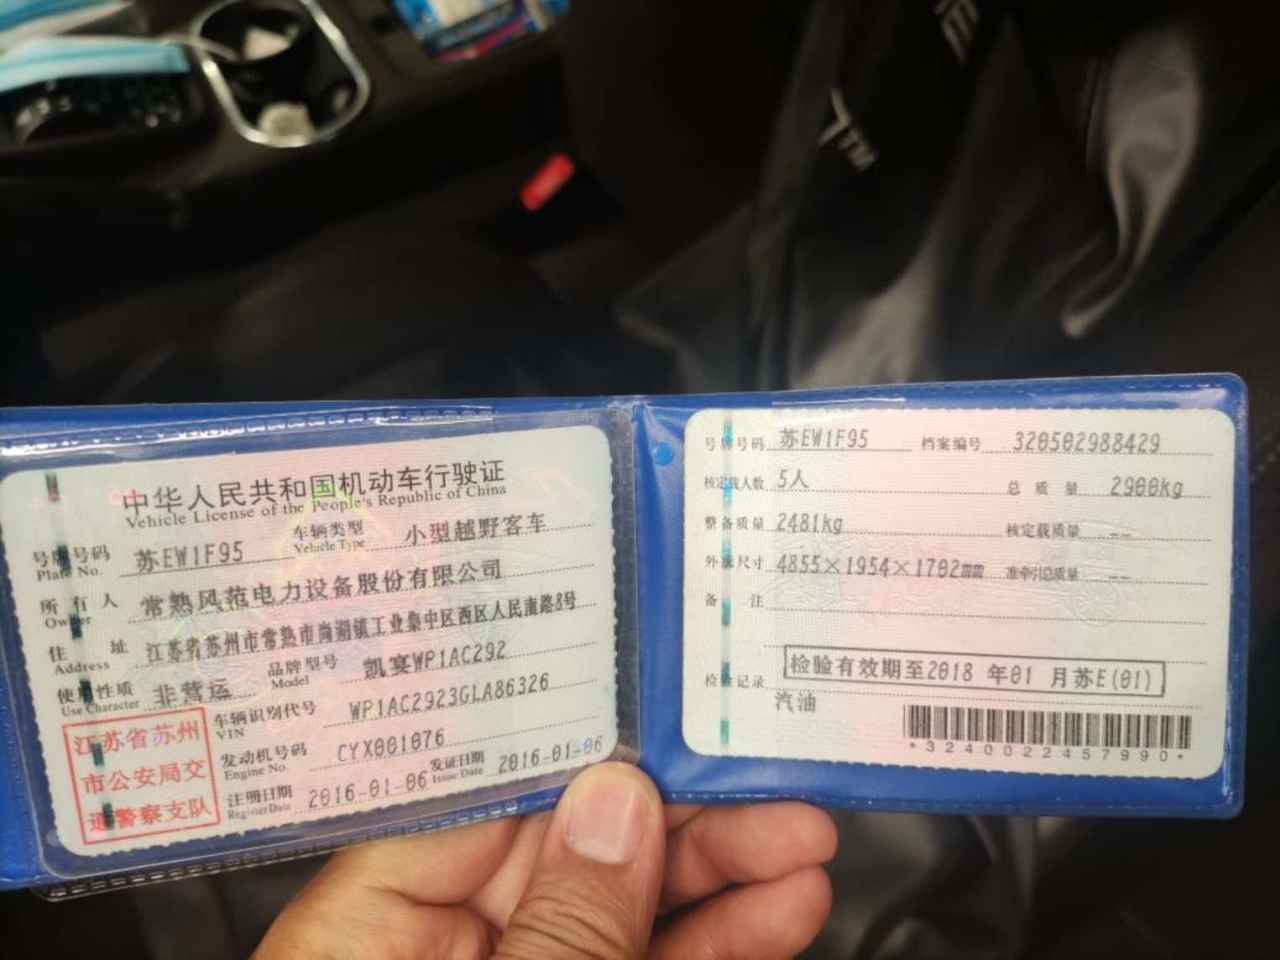 TM
中华人民共和国机动车行驶证
Vehicle License of the People's Republic of China
号牌号码 苏EW1F95 车辆类型 小型越野客车
Plate No. Vehicle Type
所有人 常熟风范电力设备股份有限公司
Owner
住址 江苏省苏州市常熟市尚湖镇工业集中区西区人民南路8号
Address
使用性质 非营运 品牌型号 凯宴WP1AC292
Use Character Model
江苏省苏州
市公安局交
通警察支队
车辆识别代号 WP1AC2923GLA86326
VIN
发动机号码 CYX001076
Engine No.
注册日期 2016-01-06 发证日期 2016-01-06
Register Date Issue Date
号牌号码 苏EW1F95 档案编号 320502988429
核定载人数 5人 总质量 2900kg
整备质量 2481kg 核定载质量 --
外廓尺寸 4855×1954×1702mm 准牵引总质量 --
备注
检验记录 检验有效期至2018 年01 月苏E(01)
汽油
*3240022457990*